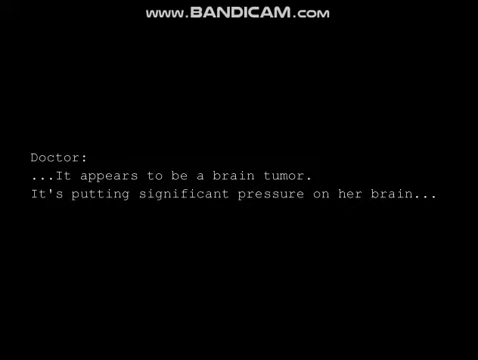 www.BANDICAM.com
Doctor:
...It appears to be a brain tumor.
It's putting significant pressure on her brain...